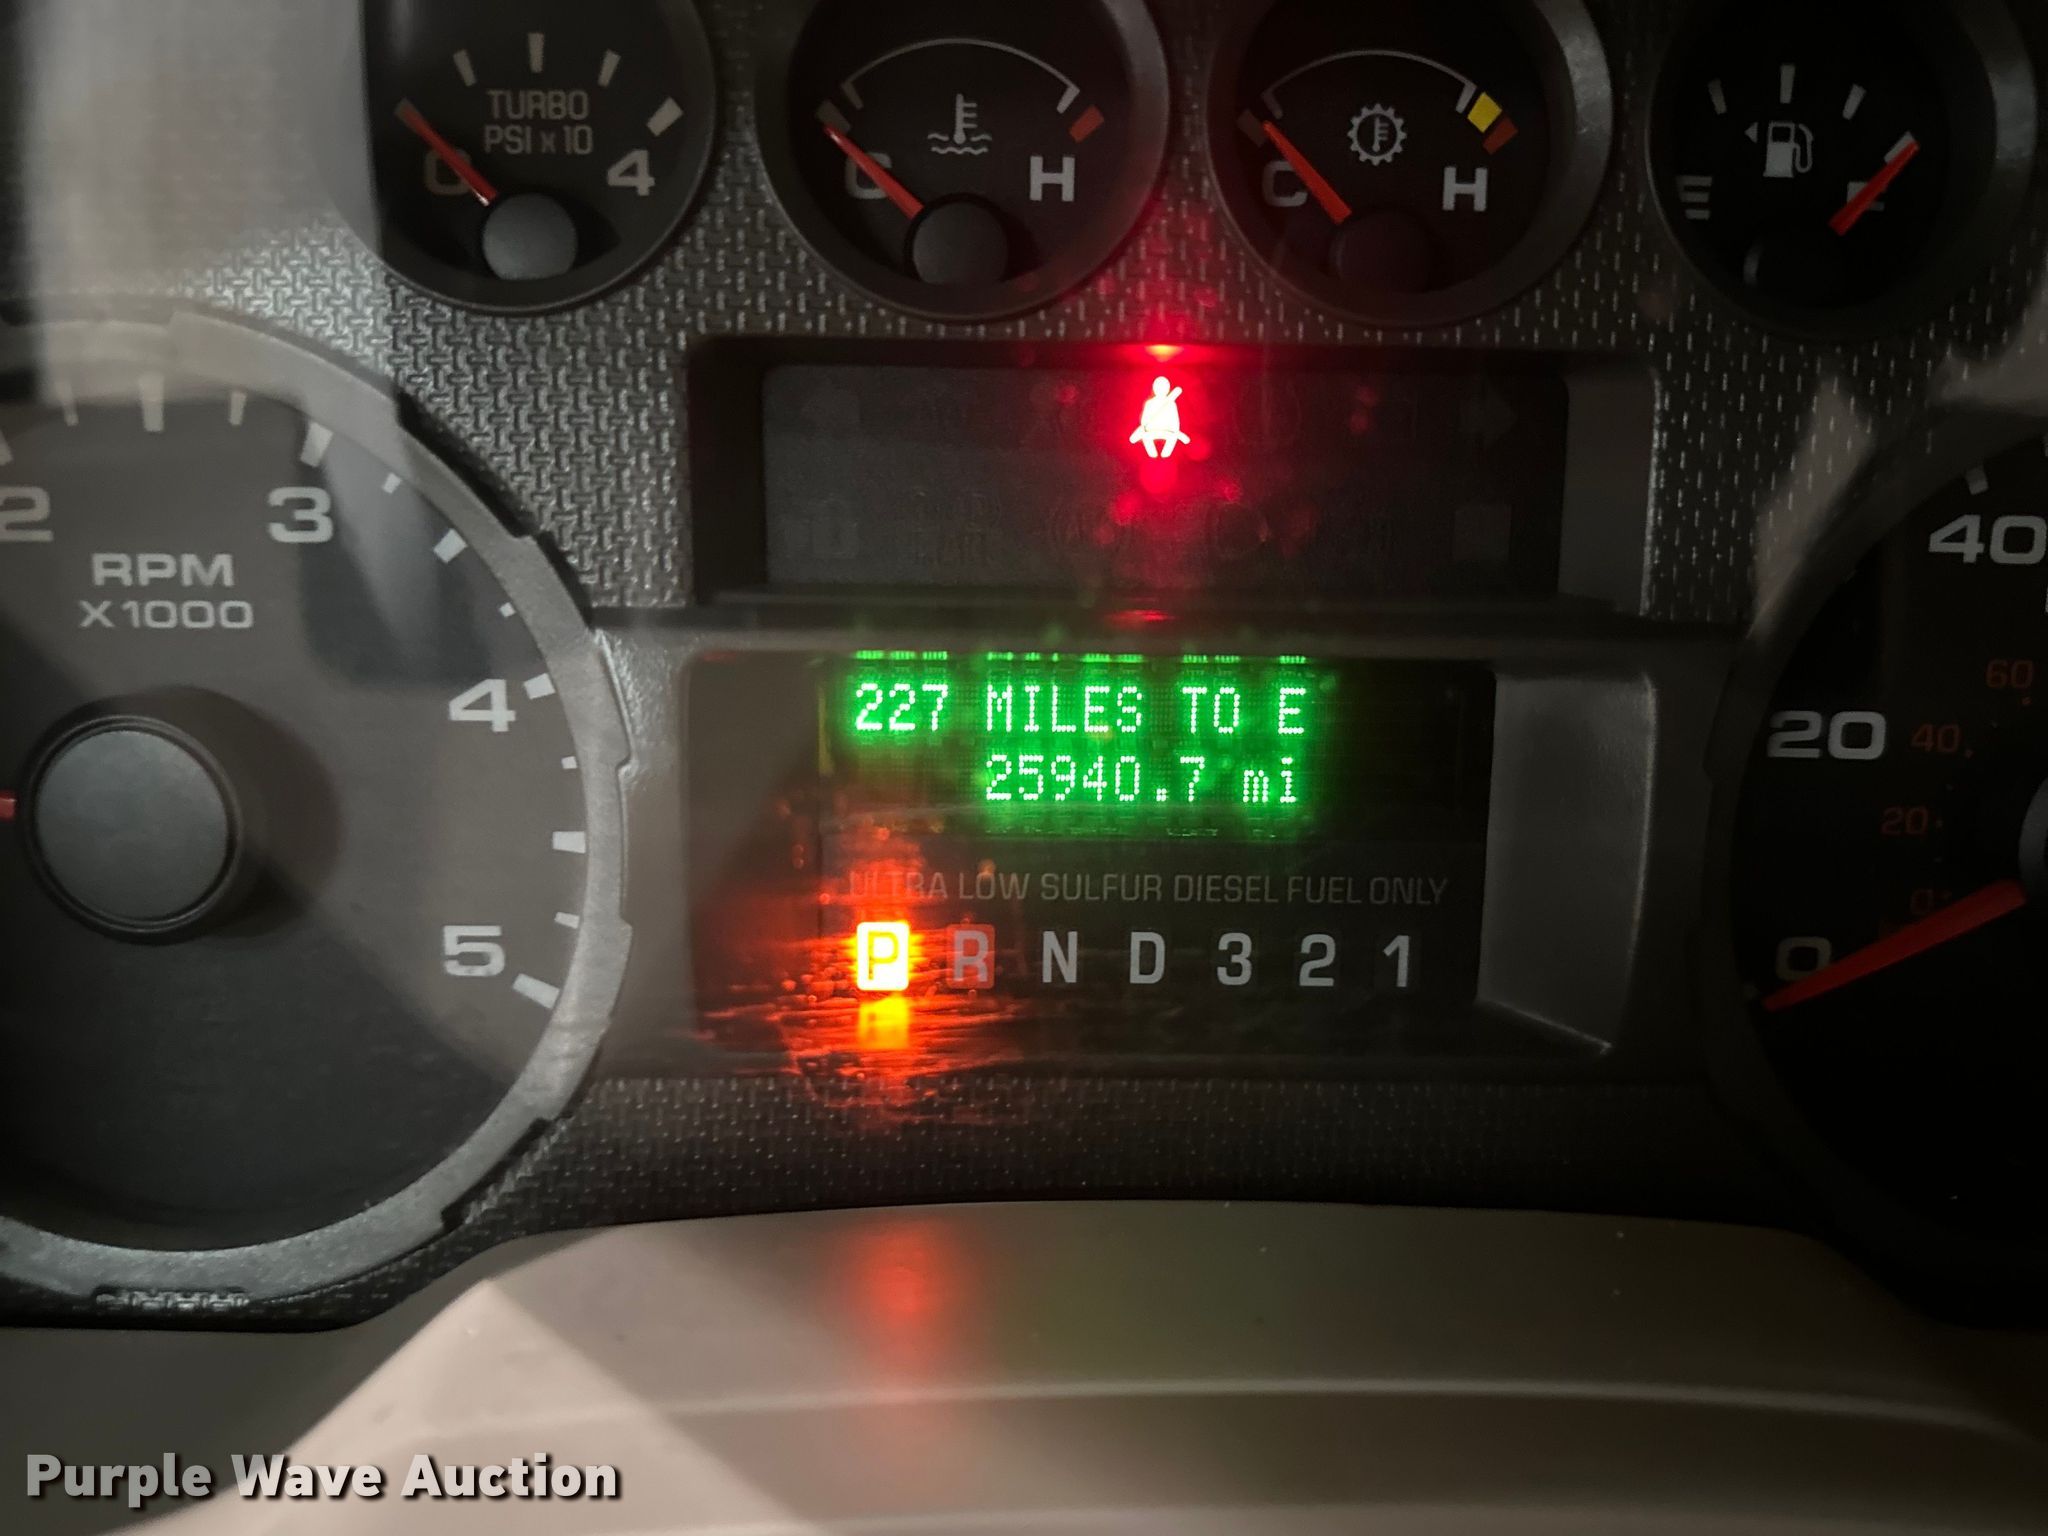 TURBO
PSI x 10
0 4
C H
C H
E F
2 3
RPM
X1000
4
5
227 MILES TO E
25940.7 mi
ULTRA LOW SULFUR DIESEL FUEL ONLY
P R N D 3 2 1
40
60
20 40
20
0
0
Purple Wave Auction